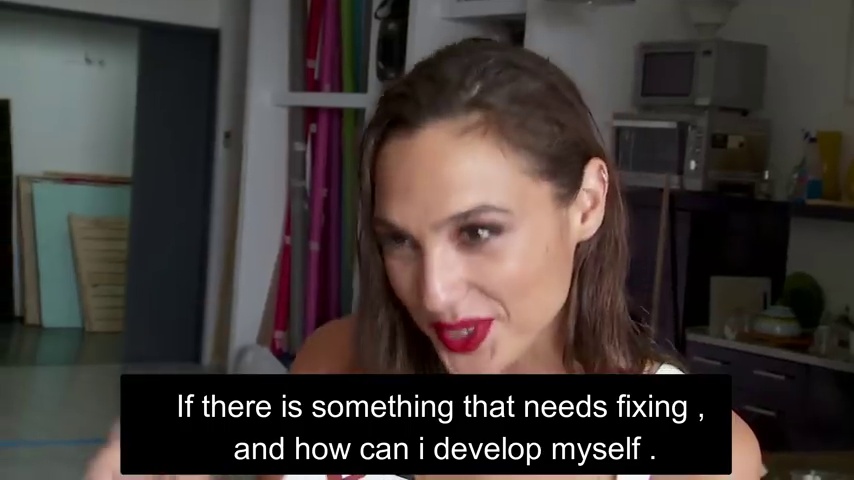 If there is something that needs fixing ,
and how can i develop myself .